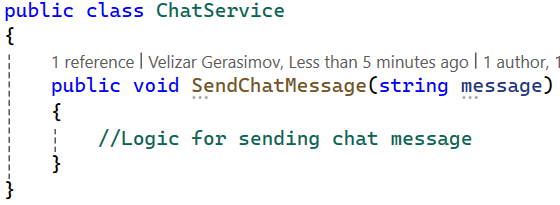 public class ChatService
{
1 reference | Velizar Gerasimov, Less than 5 minutes ago | 1 author, 1
public void SendChatMessage(string message)
{
//Logic for sending chat message
}
}